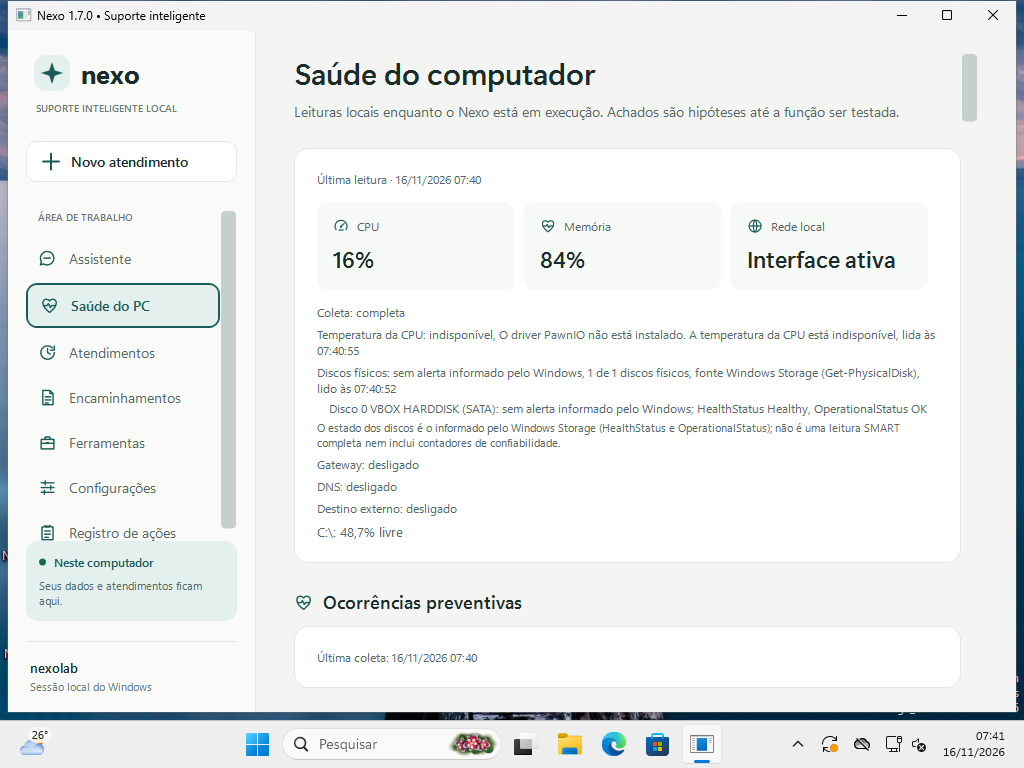 Nexo 1.7.0 • Suporte inteligente
nexo
SUPORTE INTELIGENTE LOCAL
Novo atendimento
ÁREA DE TRABALHO
Assistente
Saúde do PC
Atendimentos
Encaminhamentos
Ferramentas
Configurações
Registro de ações
Neste computador
Seus dados e atendimentos ficam
aqui.
nexolab
Sessão local do Windows
Saúde do computador
Leituras locais enquanto o Nexo está em execução. Achados são hipóteses até a função ser testada.
Última leitura · 16/11/2026 07:40
CPU
16%
Memória
84%
Rede local
Interface ativa
Coleta: completa
Temperatura da CPU: indisponível, O driver PawnIO não está instalado. A temperatura da CPU está indisponível, lida às
07:40:55
Discos físicos: sem alerta informado pelo Windows, 1 de 1 discos físicos, fonte Windows Storage (Get-PhysicalDisk),
lido às 07:40:52
Disco 0 VBOX HARDDISK (SATA): sem alerta informado pelo Windows; HealthStatus Healthy, OperationalStatus OK
O estado dos discos é o informado pelo Windows Storage (HealthStatus e OperationalStatus); não é uma leitura SMART
completa nem inclui contadores de confiabilidade.
Gateway: desligado
DNS: desligado
Destino externo: desligado
C:\: 48,7% livre
Ocorrências preventivas
Última coleta: 16/11/2026 07:40
26°
Pesquisar
07:41
16/11/2026